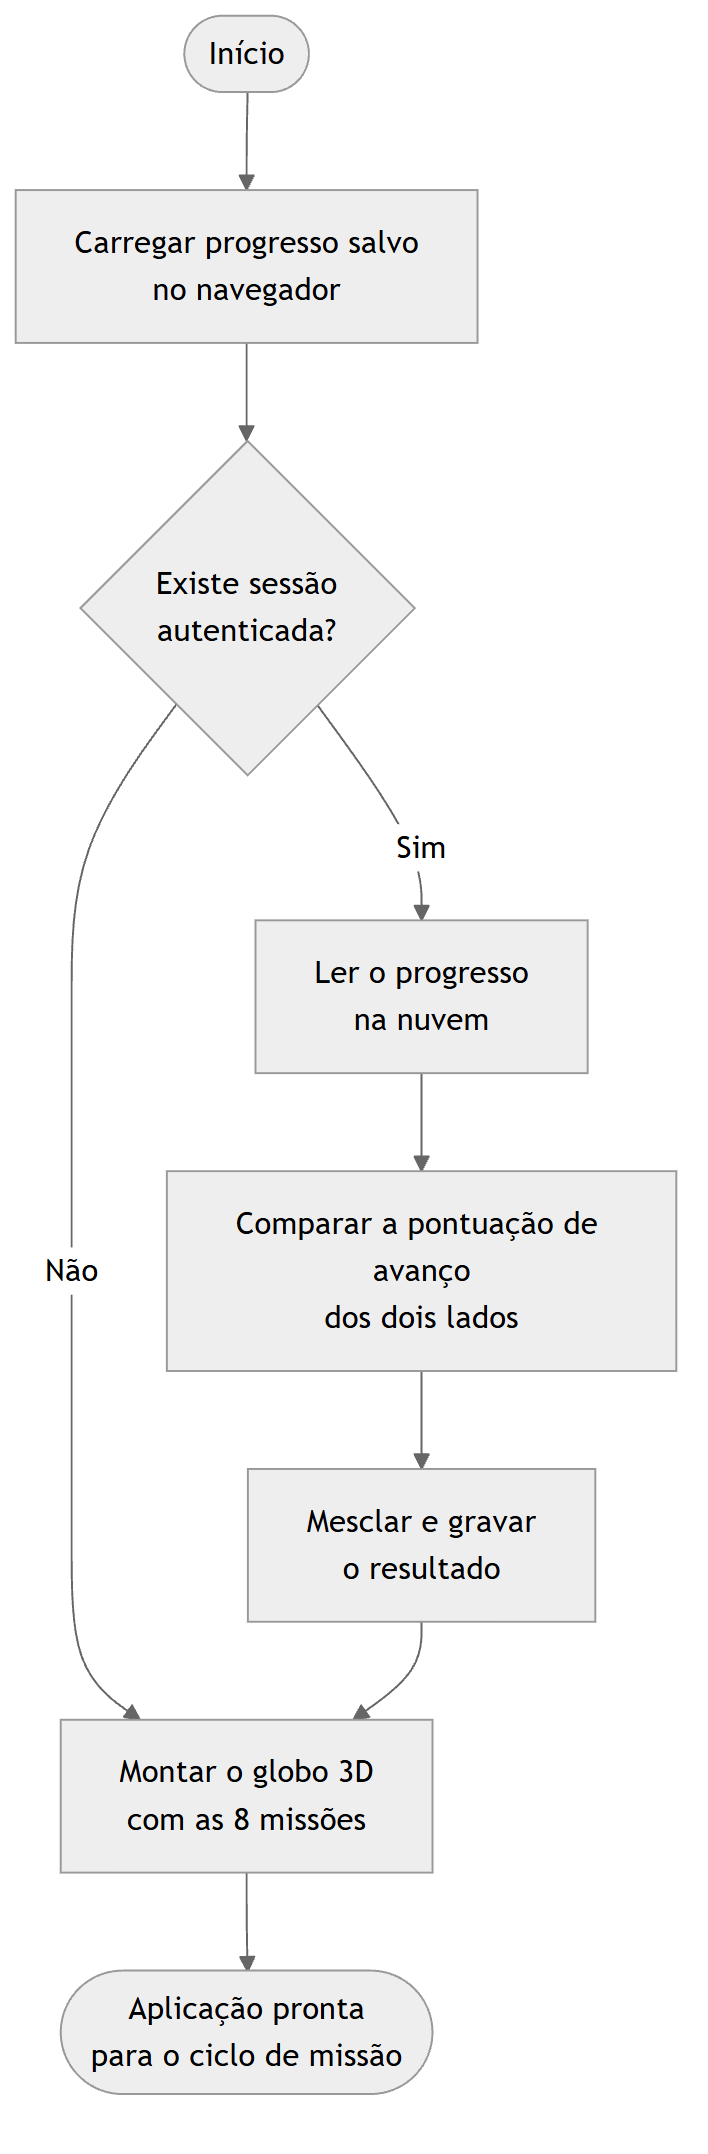 Início
Carregar progresso salvo
no navegador
Existe sessão
autenticada?
Sim
Ler o progresso
na nuvem
Comparar a pontuação de
avanço
dos dois lados
Não
Mesclar e gravar
o resultado
Montar o globo 3D
com as 8 missões
Aplicação pronta
para o ciclo de missão